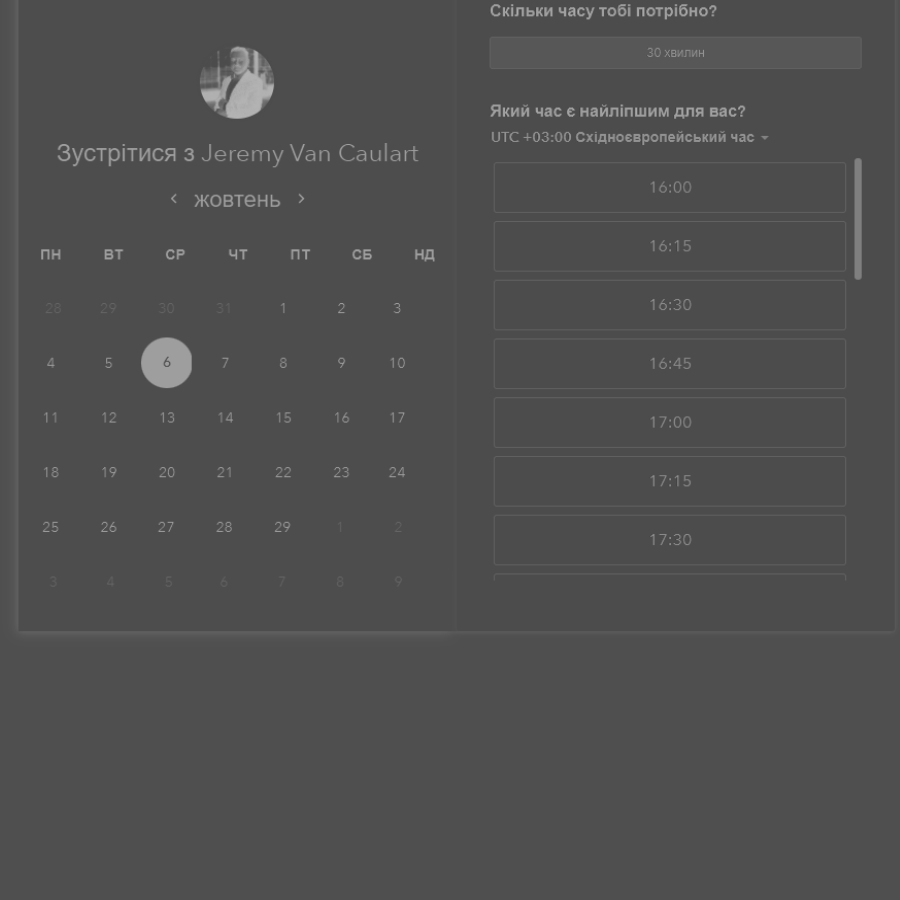 Скільки часу тобі потрібно?
30 хвилин
Який час є найліпшим для вас?
UTC +03:00 Східноєвропейський час
16:00
16:15
16:30
16:45
17:00
17:15
17:30
Зустрітися з Jeremy Van Caulart
жовтень
ПН ВТ СР ЧТ ПТ СБ НД
28 29 30 31 1 2 3
4 5 6 7 8 9 10
11 12 13 14 15 16 17
18 19 20 21 22 23 24
25 26 27 28 29 1 2
3 4 5 6 7 8 9